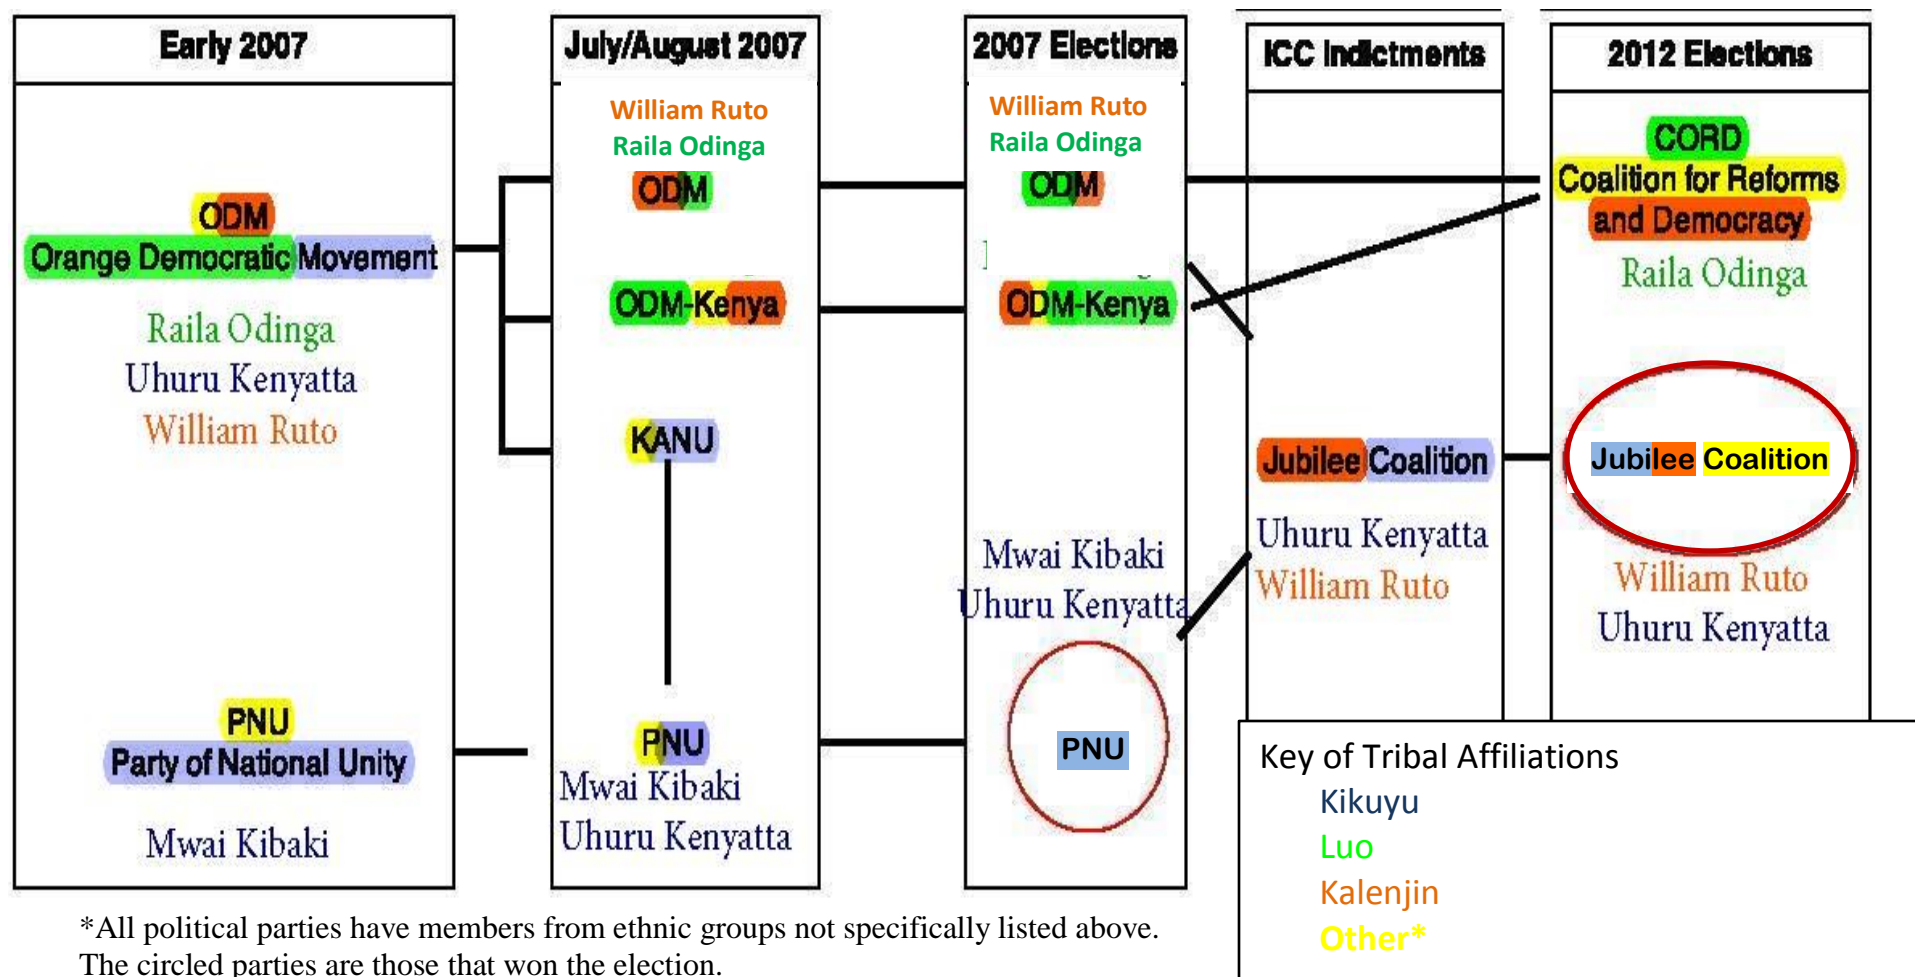 Early 2007
ODM
Orange Democratic Movement
Raila Odinga
Uhuru Kenyatta
William Ruto
PNU
Party of National Unity
Mwai Kibaki
July/August 2007
William Ruto
Raila Odinga
ODM
ODM-Kenya
KANU
PNU
Mwai Kibaki
Uhuru Kenyatta
2007 Elections
William Ruto
Raila Odinga
ODM
ODM-Kenya
Mwai Kibaki
Uhuru Kenyatta
PNU
ICC Indictments
Jubilee Coalition
Uhuru Kenyatta
William Ruto
2012 Elections
CORD
Coalition for Reforms
and Democracy
Raila Odinga
Jubilee Coalition
William Ruto
Uhuru Kenyatta
Key of Tribal Affiliations
Kikuyu
Luo
Kalenjin
Other*
*All political parties have members from ethnic groups not specifically listed above.
The circled parties are those that won the election.